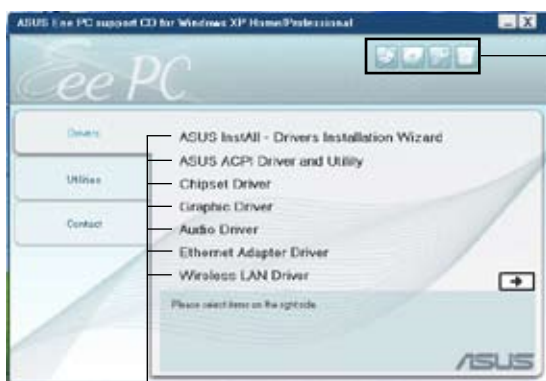 ASUS Eee PC support CD for Windows XP Home/Professional
Eee PC
Drivers
ASUS InstAll - Drivers Installation Wizard
ASUS ACPI Driver and Utility
Utilities
Chipset Driver
Graphic Driver
Contact
Audio Driver
Ethernet Adapter Driver
Wireless LAN Driver
Please select items on the right side.
ASUS